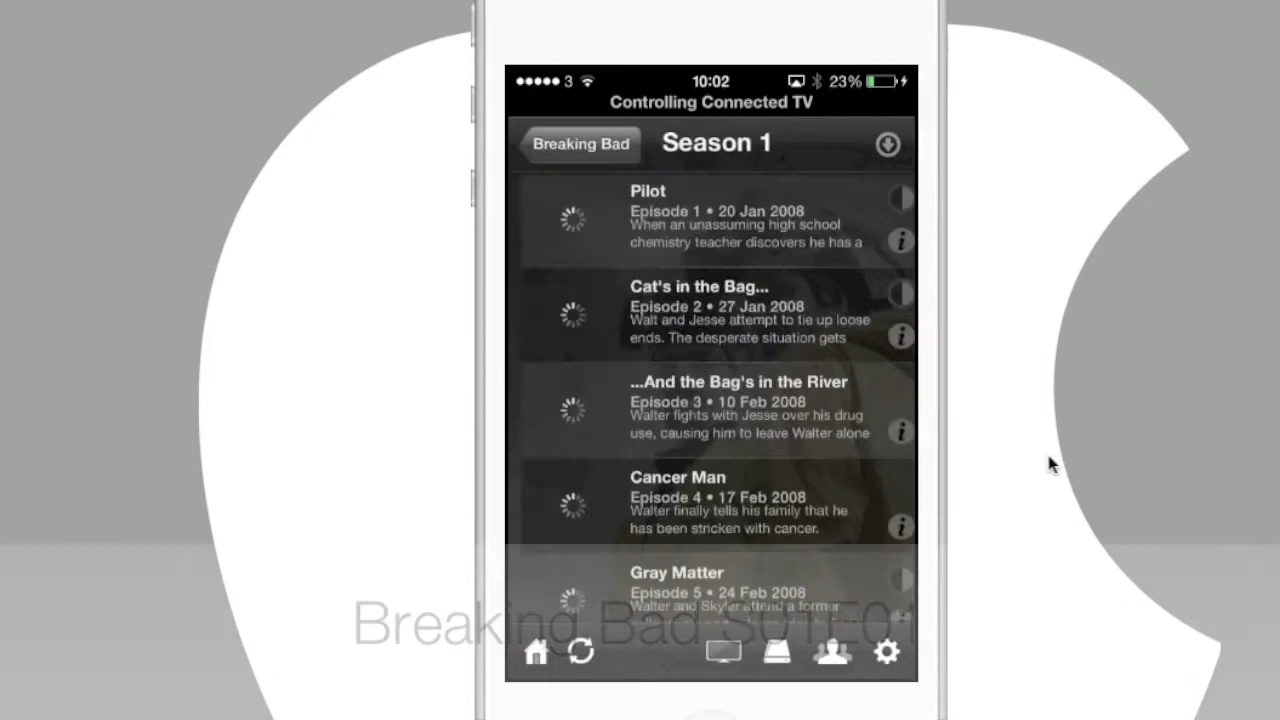 3 10:02 23%
Controlling Connected TV
Breaking Bad Season 1
Pilot
Episode 1 • 20 Jan 2008
When an unassuming high school
chemistry teacher discovers he has a
i
Cat's in the Bag...
Episode 2 • 27 Jan 2008
Walt and Jesse attempt to tie up loose
ends. The desperate situation gets
i
...And the Bag's in the River
Episode 3 • 10 Feb 2008
Walter fights with Jesse over his drug
use, causing him to leave Walter alone
i
Cancer Man
Episode 4 • 17 Feb 2008
Walter finally tells his family that he
has been stricken with cancer.
i
Gray Matter
Episode 5 • 24 Feb 2008
Walter and Skyler attend a former
Breaking Bad S01E01